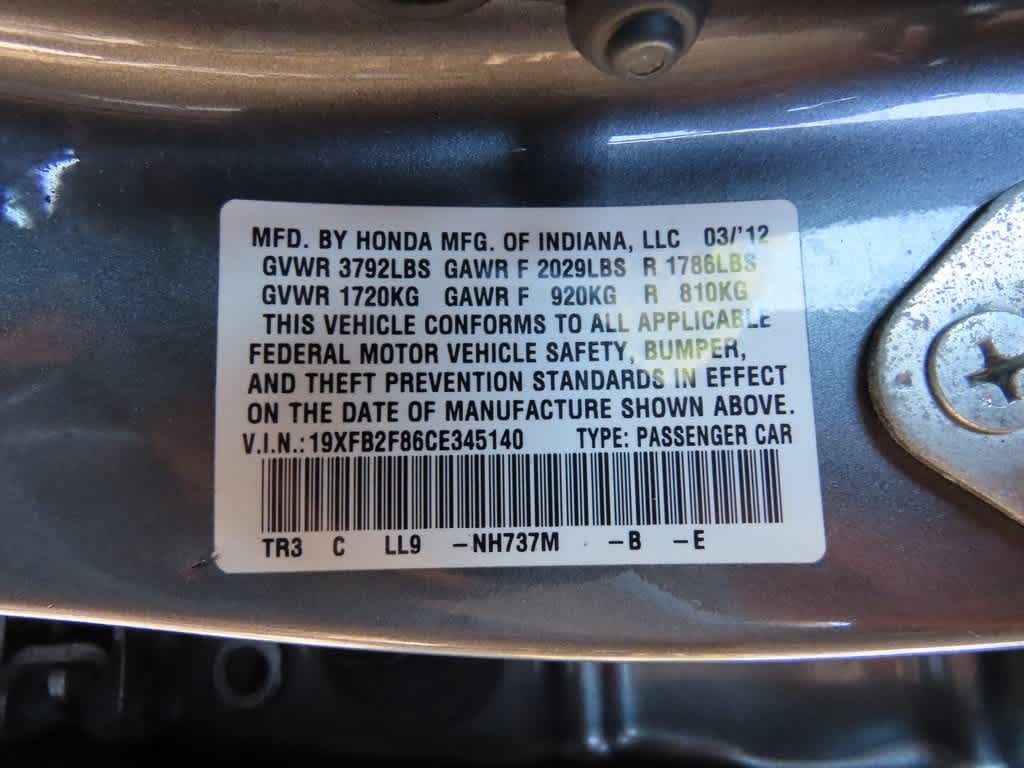 MFD. BY HONDA MFG. OF INDIANA, LLC 03/'12
GVWR 3792LBS GAWR F 2029LBS R 1786LBS
GVWR 1720KG GAWR F 920KG R 810KG
THIS VEHICLE CONFORMS TO ALL APPLICABLE
FEDERAL MOTOR VEHICLE SAFETY, BUMPER,
AND THEFT PREVENTION STANDARDS IN EFFECT
ON THE DATE OF MANUFACTURE SHOWN ABOVE.
V.I.N.:19XFB2F86CE345140 TYPE: PASSENGER CAR
TR3 C LL9 -NH737M -B -E